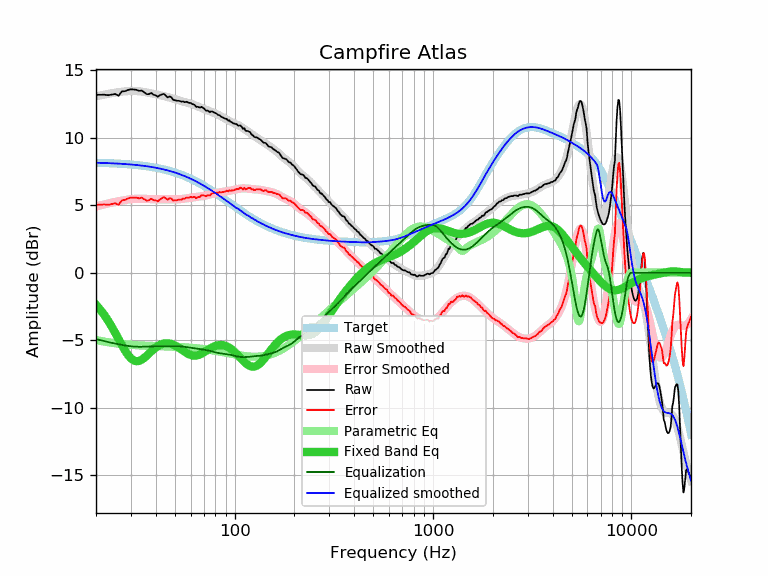 Campfire Atlas
15
10
5
0
−5
−10
−15
Amplitude (dBr)
Target
Raw Smoothed
Error Smoothed
Raw
Error
Parametric Eq
Fixed Band Eq
Equalization
Equalized smoothed
100
1000
10000
Frequency (Hz)